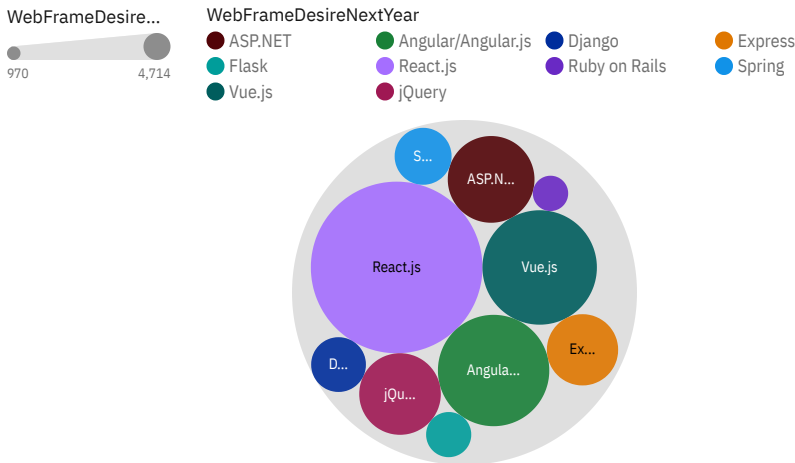 WebFrameDesire...
970 4,714
WebFrameDesireNextYear
ASP.NET Angular/Angular.js Django Express
Flask React.js Ruby on Rails Spring
Vue.js jQuery
S...
ASP.N...
React.js
Vue.js
Ex...
D...
Angula...
jQu...